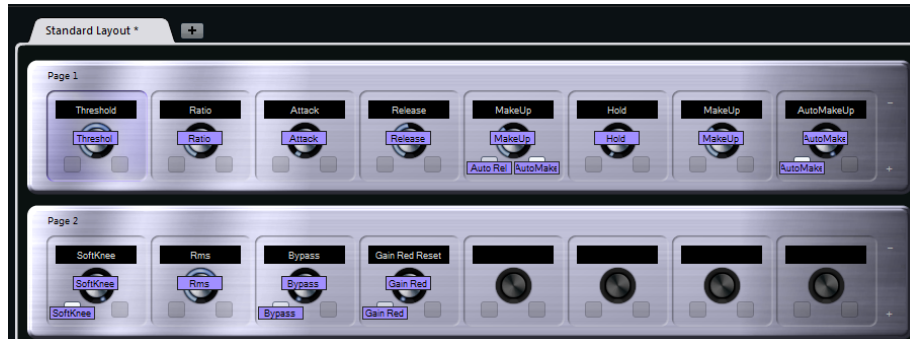 Standard Layout *
Page 1
Threshold Ratio Attack Release MakeUp Hold MakeUp AutoMakeUp
Threshol Ratio Attack Release MakeUp Hold MakeUp AutoMake
Auto Rel AutoMake AutoMake
Page 2
SoftKnee Rms Bypass Gain Red Reset
SoftKnee Rms Bypass Gain Red
SoftKnee Bypass Gain Red